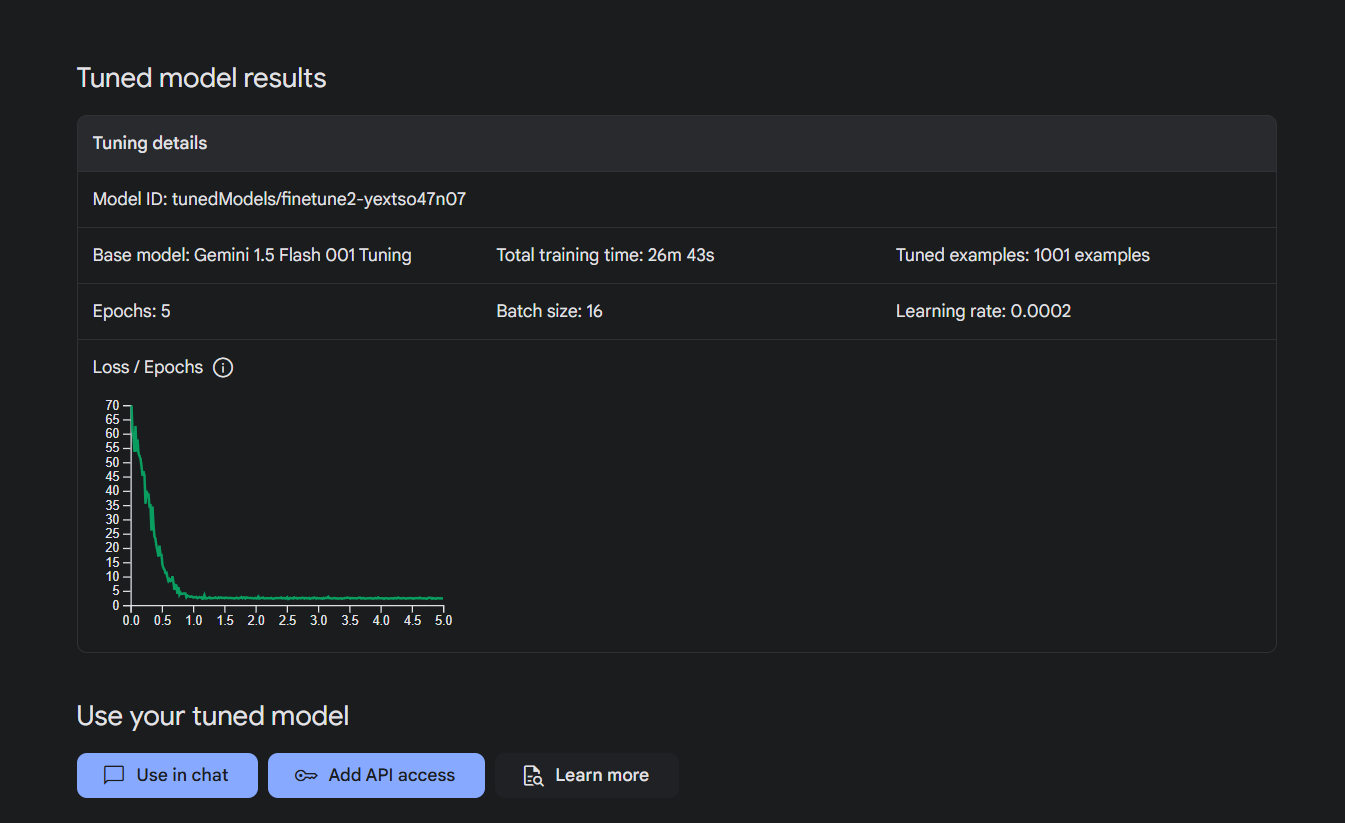 Tuned model results
Tuning details
Model ID: tunedModels/finetune2-yextso47n07
Base model: Gemini 1.5 Flash 001 Tuning
Total training time: 26m 43s
Tuned examples: 1001 examples
Epochs: 5
Batch size: 16
Learning rate: 0.0002
Loss / Epochs
70
65
60
55
50
45
40
35
30
25
20
15
10
5
0
0.0 0.5 1.0 1.5 2.0 2.5 3.0 3.5 4.0 4.5 5.0
Use your tuned model
Use in chat
Add API access
Learn more